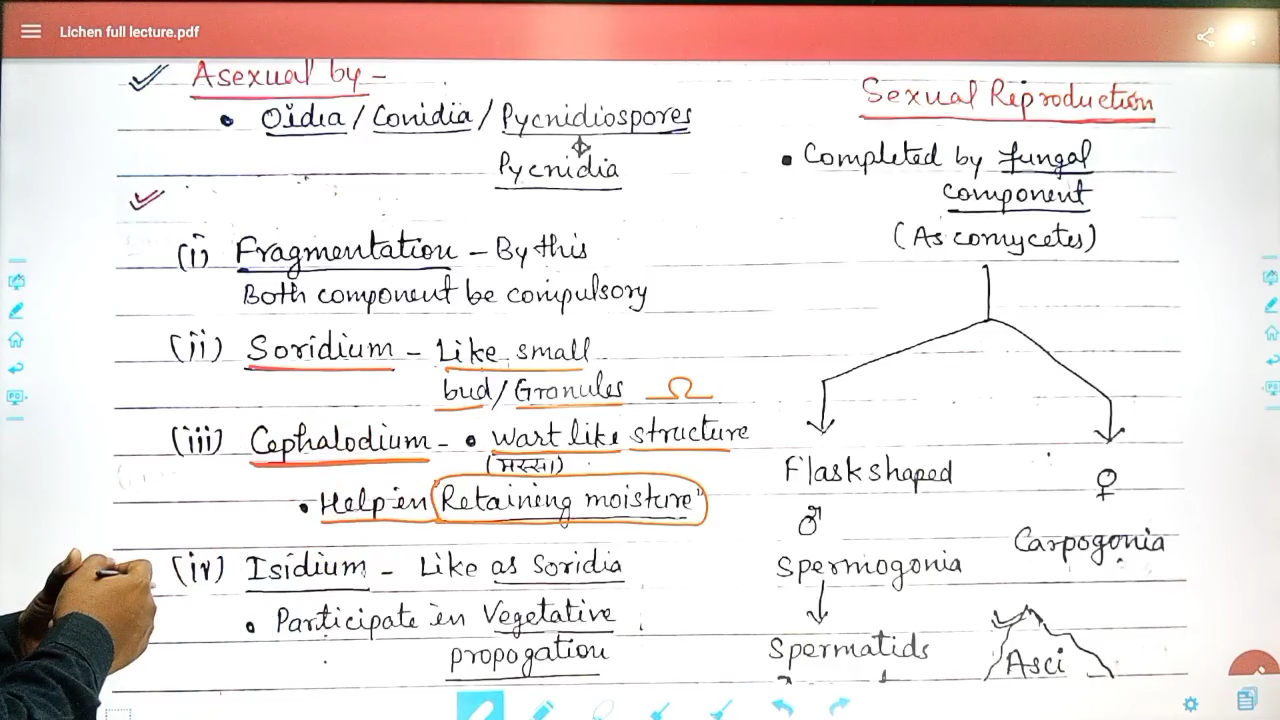 Lichen full lecture.pdf
Asexual by -
• Oidia / Conidia / Pycnidiospores
Pycnidia
(i) Fragmentation - By this
Both component be compulsory
(ii) Soridium - Like small
bud / Granules
(iii) Cephalodium - • wart like structure
(मस्सा)
• Help in "Retaining moisture"
(iv) Isidium - Like as Soridia
• Participate in Vegetative
propogation
Sexual Reproduction
• Completed by fungal
component
(Ascomycetes)
Flask shaped
♂
Spermogonia
Spermatids
♀
Carpogonia
Asci